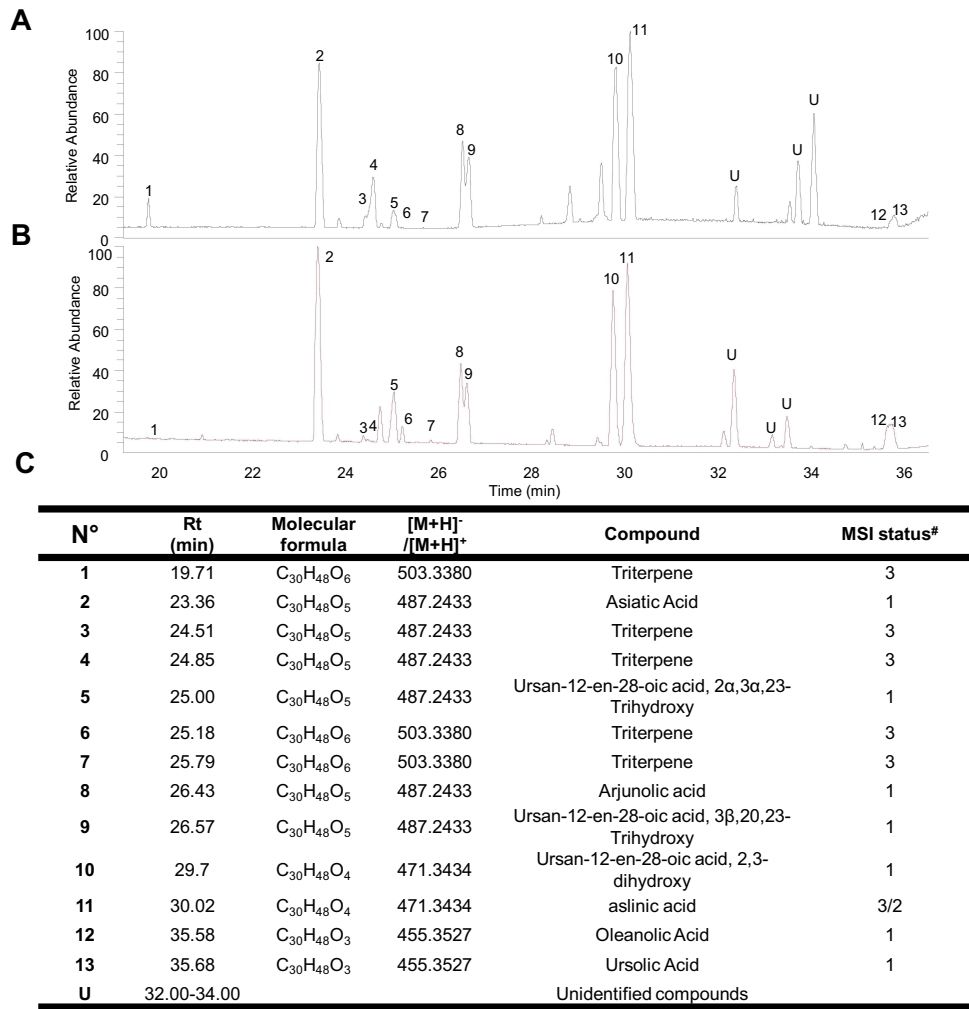 A
Relative Abundance
100
80
60
40
20
0
1
2
3
4
5
6
7
8
9
10
11
U
U
U
12
13
B
Relative Abundance
100
80
60
40
20
0
1
2
3
4
5
6
7
8
9
10
11
U
U
U
12
13
20 22 24 26 28 30 32 34 36
Time (min)
C
N° Rt (min) Molecular formula [M+H]⁻ /[M+H]⁺ Compound MSI status#
1 19.71 C₃₀H₄₈O₆ 503.3380 Triterpene 3
2 23.36 C₃₀H₄₈O₅ 487.2433 Asiatic Acid 1
3 24.51 C₃₀H₄₈O₅ 487.2433 Triterpene 3
4 24.85 C₃₀H₄₈O₅ 487.2433 Triterpene 3
5 25.00 C₃₀H₄₈O₅ 487.2433 Ursan-12-en-28-oic acid, 2α,3α,23-
Trihydroxy 1
6 25.18 C₃₀H₄₈O₆ 503.3380 Triterpene 3
7 25.79 C₃₀H₄₈O₆ 503.3380 Triterpene 3
8 26.43 C₃₀H₄₈O₅ 487.2433 Arjunolic acid 1
9 26.57 C₃₀H₄₈O₅ 487.2433 Ursan-12-en-28-oic acid, 3β,20,23-
Trihydroxy 1
10 29.7 C₃₀H₄₈O₄ 471.3434 Ursan-12-en-28-oic acid, 2,3-
dihydroxy 1
11 30.02 C₃₀H₄₈O₄ 471.3434 aslinic acid 3/2
12 35.58 C₃₀H₄₈O₃ 455.3527 Oleanolic Acid 1
13 35.68 C₃₀H₄₈O₃ 455.3527 Ursolic Acid 1
U 32.00-34.00 Unidentified compounds